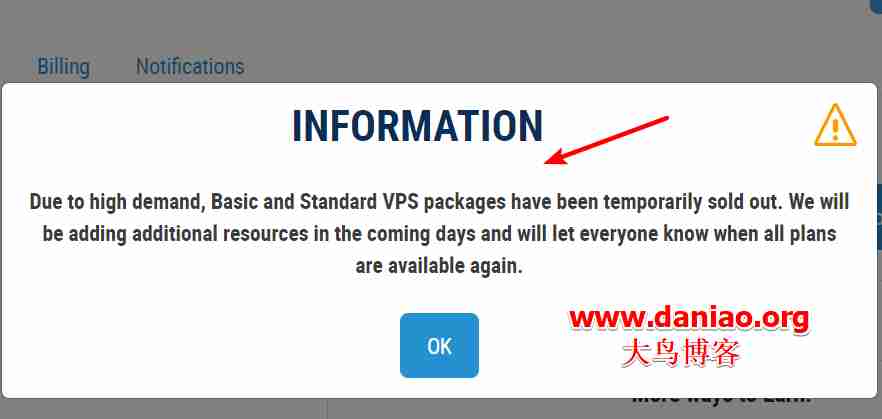 Billing Notifications
INFORMATION
Due to high demand, Basic and Standard VPS packages have been temporarily sold out. We will
be adding additional resources in the coming days and will let everyone know when all plans
are available again.
OK
www.daniao.org
大鸟博客
More ways to Earn!